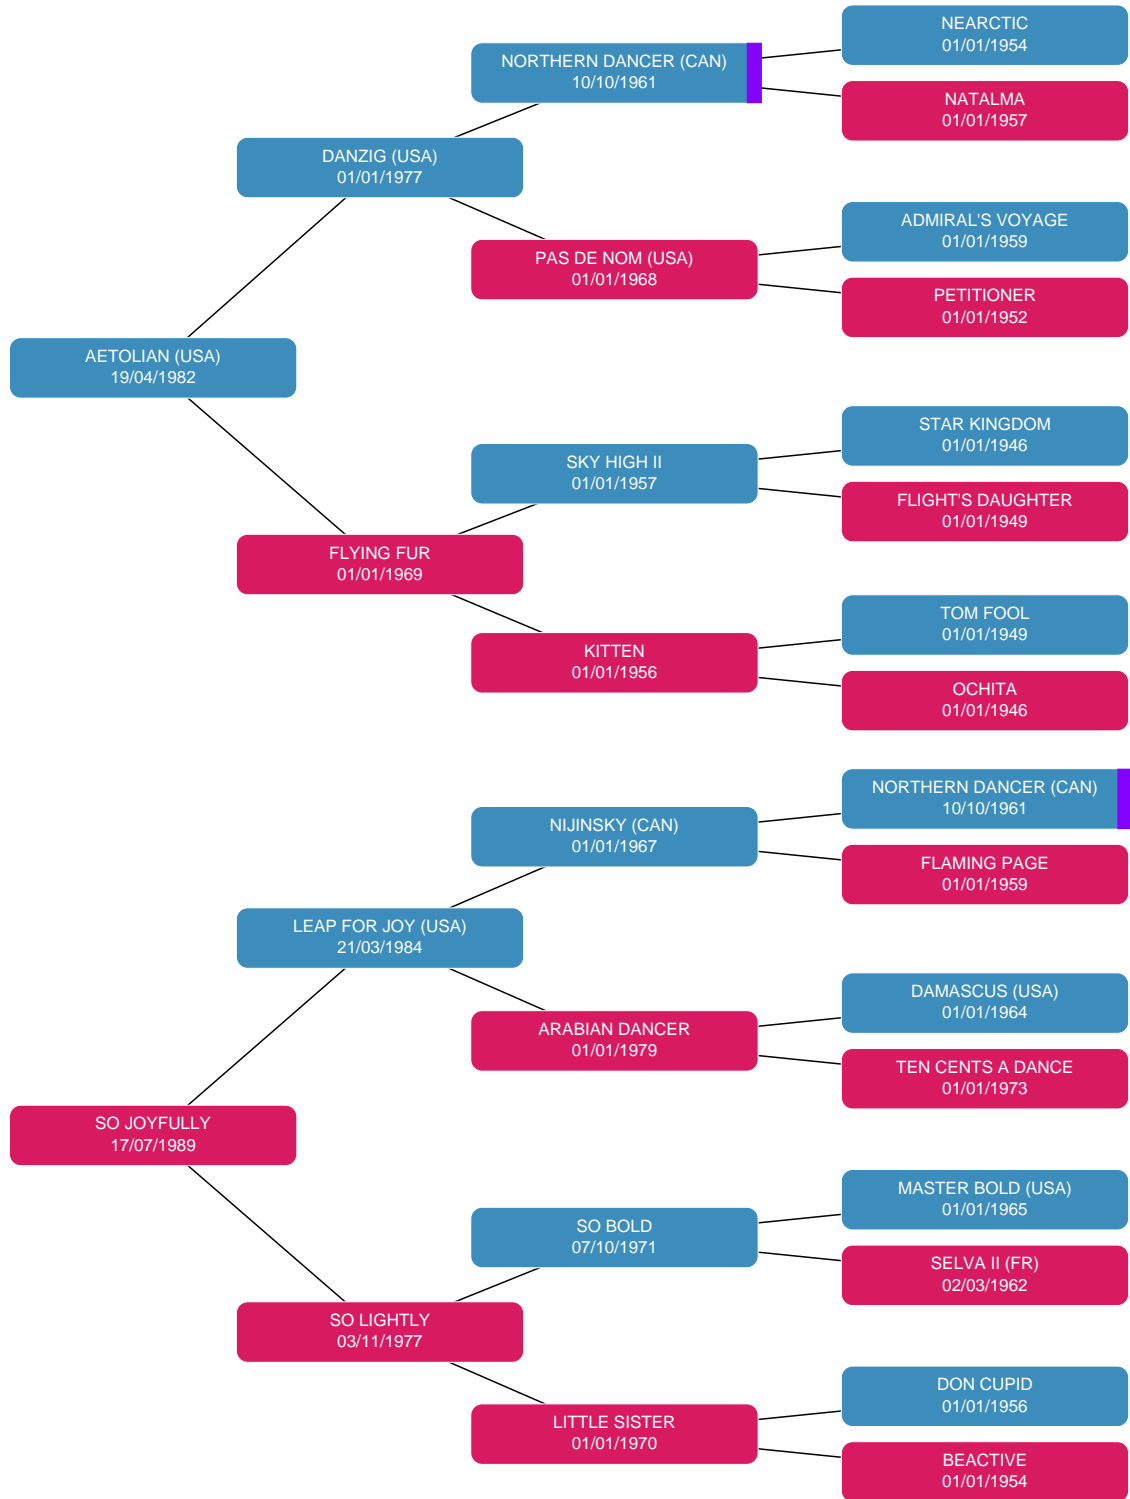 NEARCTIC
01/01/1954
NORTHERN DANCER (CAN)
10/10/1961
NATALMA
01/01/1957
DANZIG (USA)
01/01/1977
ADMIRAL'S VOYAGE
01/01/1959
PAS DE NOM (USA)
01/01/1968
PETITIONER
01/01/1952
AETOLIAN (USA)
19/04/1982
STAR KINGDOM
01/01/1946
SKY HIGH II
01/01/1957
FLIGHT'S DAUGHTER
01/01/1949
FLYING FUR
01/01/1969
TOM FOOL
01/01/1949
KITTEN
01/01/1956
OCHITA
01/01/1946
NORTHERN DANCER (CAN)
10/10/1961
NIJINSKY (CAN)
01/01/1967
FLAMING PAGE
01/01/1959
LEAP FOR JOY (USA)
21/03/1984
DAMASCUS (USA)
01/01/1964
ARABIAN DANCER
01/01/1979
TEN CENTS A DANCE
01/01/1973
SO JOYFULLY
17/07/1989
MASTER BOLD (USA)
01/01/1965
SO BOLD
07/10/1971
SELVA II (FR)
02/03/1962
SO LIGHTLY
03/11/1977
DON CUPID
01/01/1956
LITTLE SISTER
01/01/1970
BEACTIVE
01/01/1954